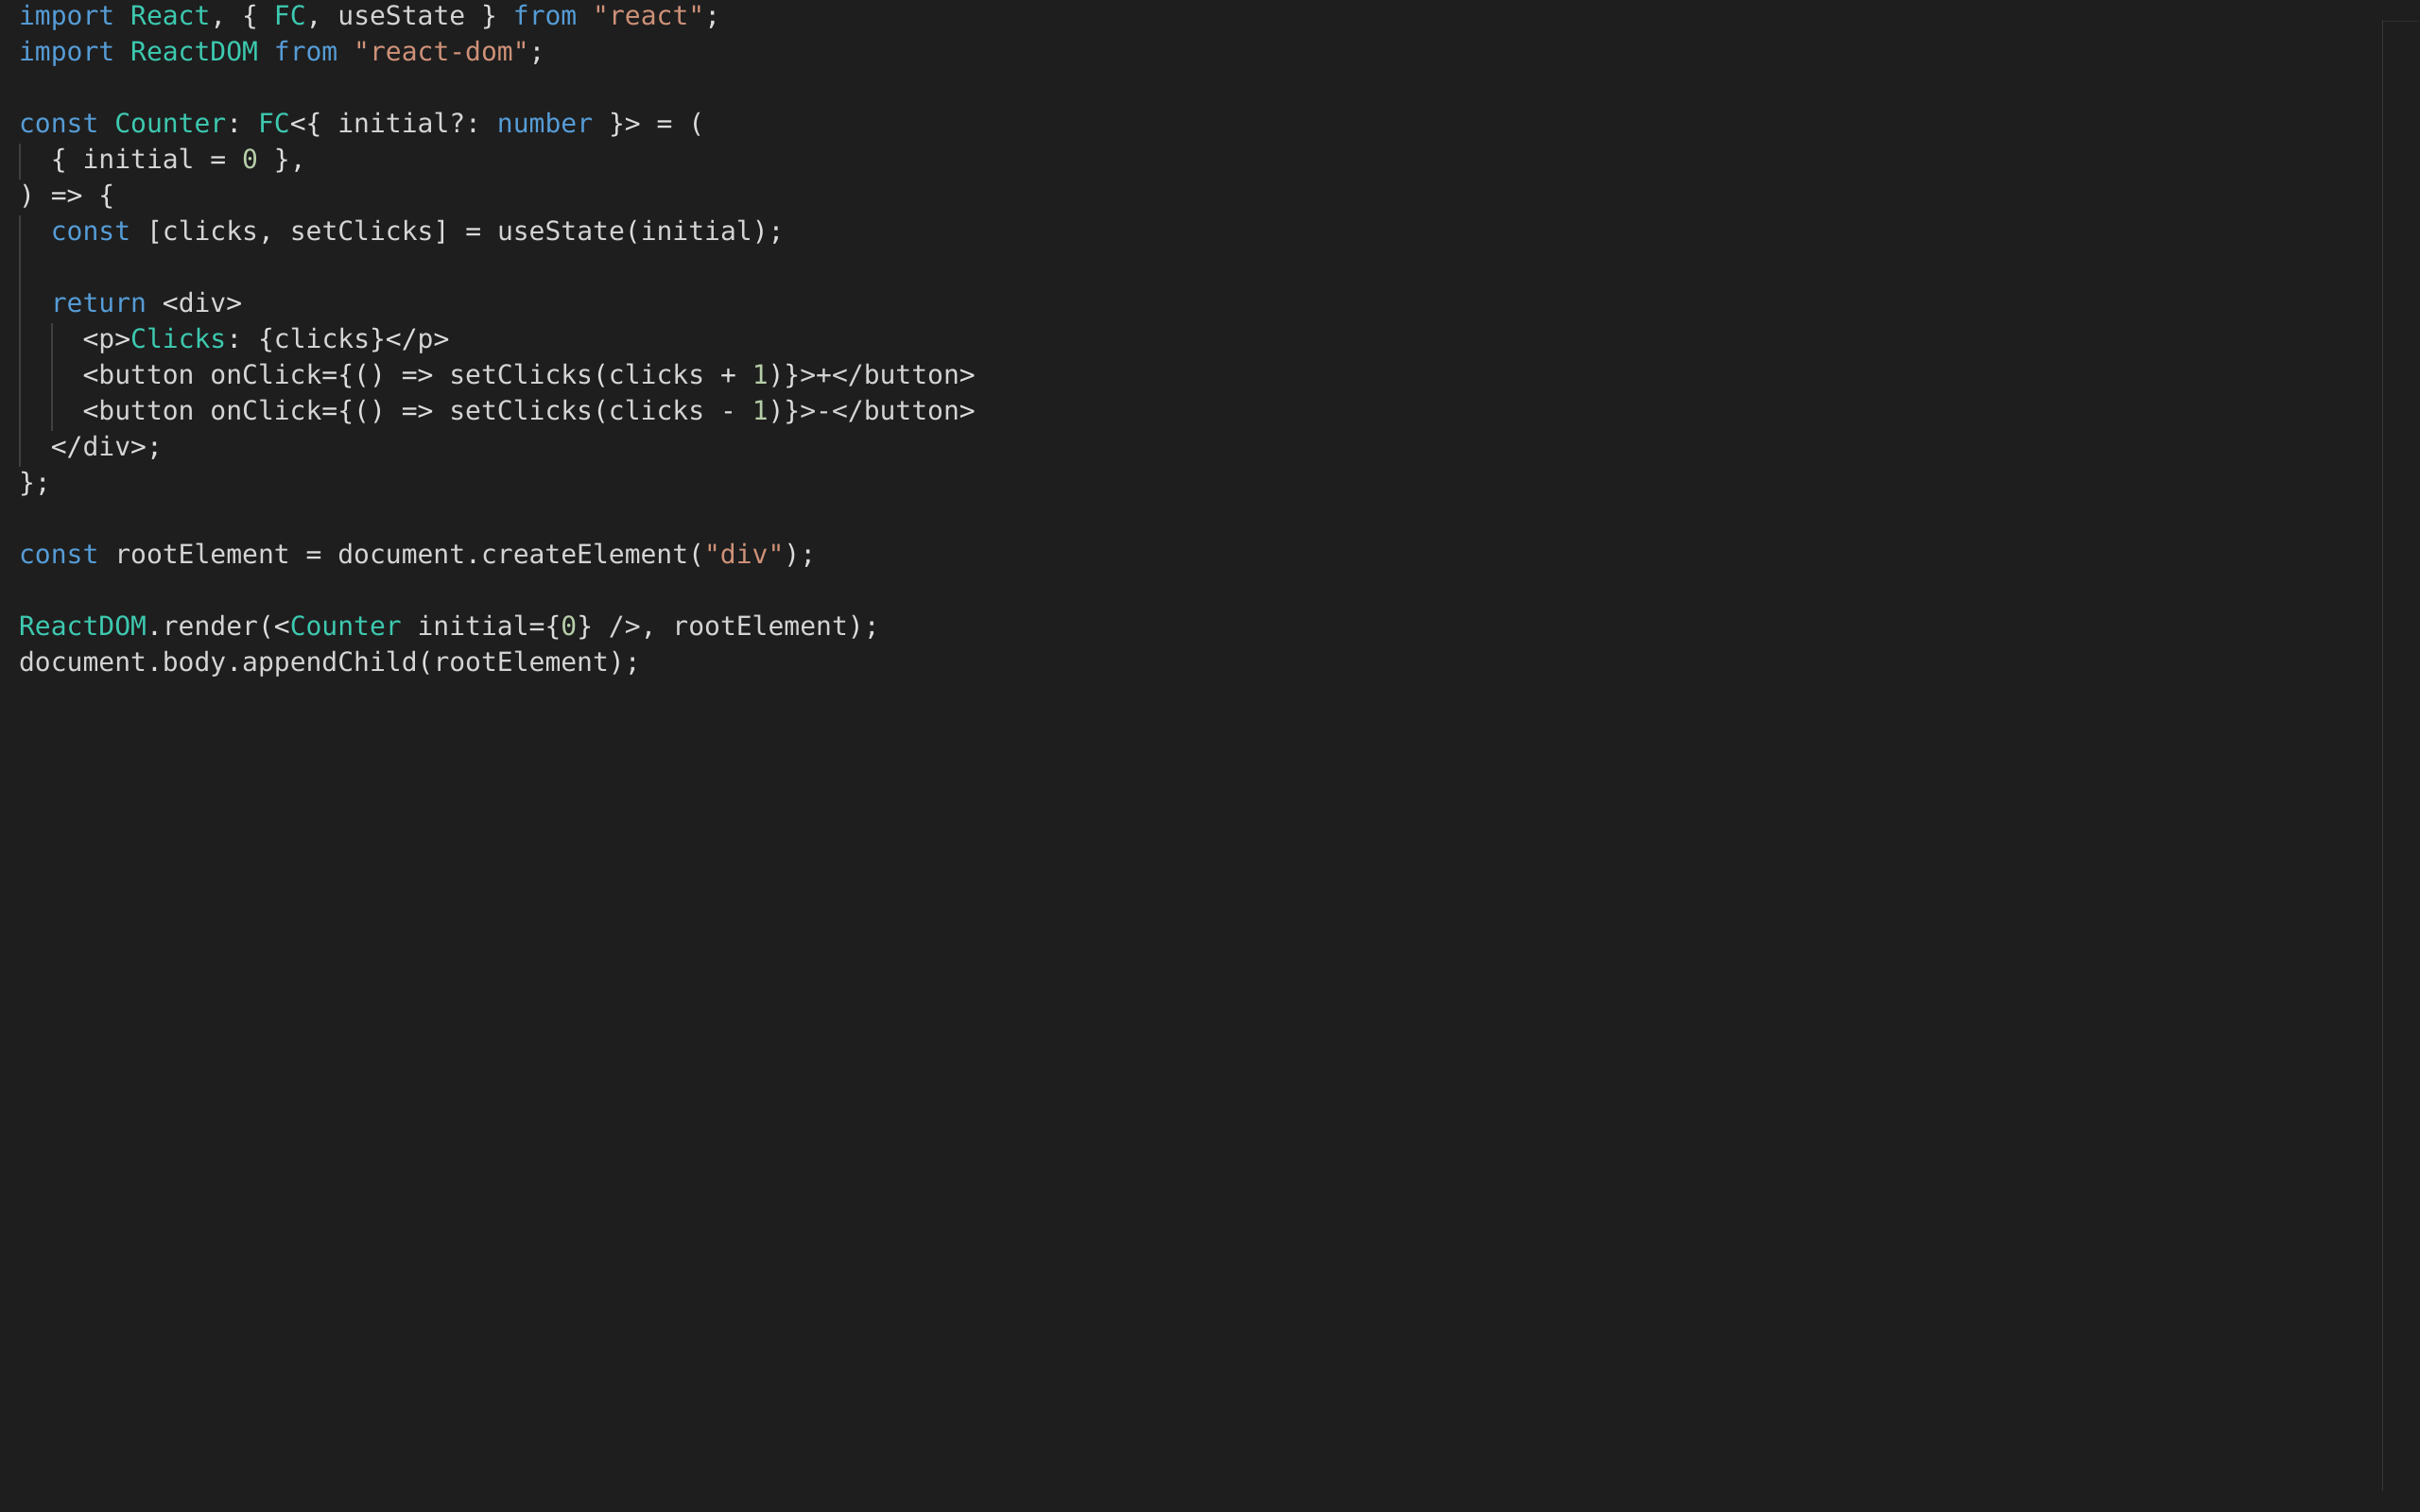 import React, { FC, useState } from "react";
import ReactDOM from "react-dom";

const Counter: FC<{ initial?: number }> = (
  { initial = 0 },
) => {
  const [clicks, setClicks] = useState(initial);

  return <div>
    <p>Clicks: {clicks}</p>
    <button onClick={() => setClicks(clicks + 1)}>+</button>
    <button onClick={() => setClicks(clicks - 1)}>-</button>
  </div>;
};

const rootElement = document.createElement("div");

ReactDOM.render(<Counter initial={0} />, rootElement);
document.body.appendChild(rootElement);